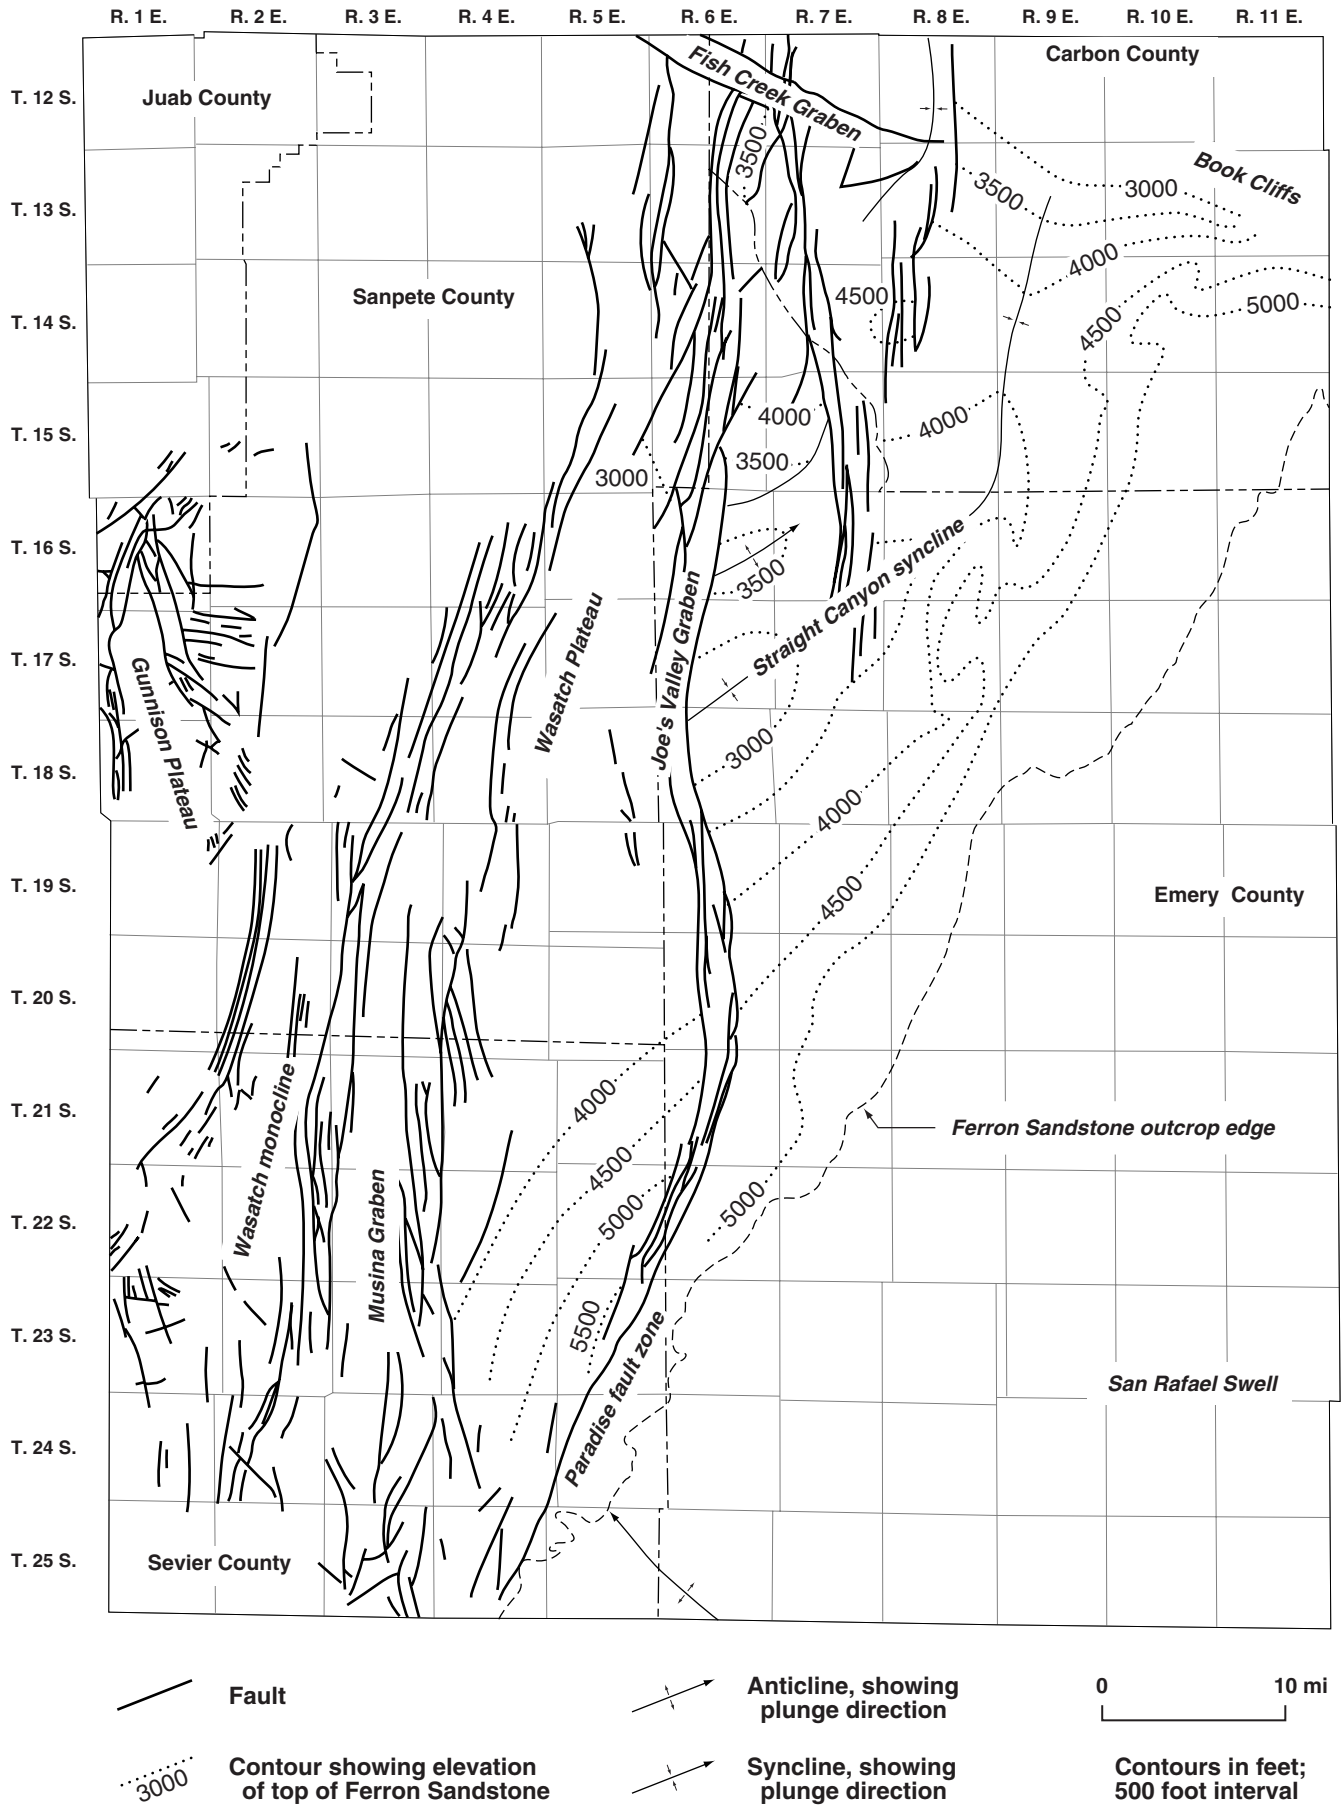 R. 1 E. R. 2 E. R. 3 E. R. 4 E. R. 5 E. R. 6 E. R. 7 E. R. 8 E. R. 9 E. R. 10 E. R. 11 E.
Carbon County
Fish Creek Graben
T. 12 S.
Juab County
3500
Book Cliffs
3500
3000
T. 13 S.
4000
Sanpete County
4500
5000
T. 14 S.
4500
4000
4000
T. 15 S.
3500
3000
T. 16 S.
3500
Straight Canyon syncline
Joe's Valley Graben
Wasatch Plateau
T. 17 S.
Gunnison Plateau
3000
T. 18 S.
4000
T. 19 S.
4500
Emery County
T. 20 S.
4000
T. 21 S.
Ferron Sandstone outcrop edge
Wasatch monocline
4500
5000
5000
T. 22 S.
Musina Graben
5500
T. 23 S.
Paradise fault zone
San Rafael Swell
T. 24 S.
T. 25 S.
Sevier County
Fault
Anticline, showing
plunge direction
0 10 mi
3000
Contour showing elevation
of top of Ferron Sandstone
Syncline, showing
plunge direction
Contours in feet;
500 foot interval